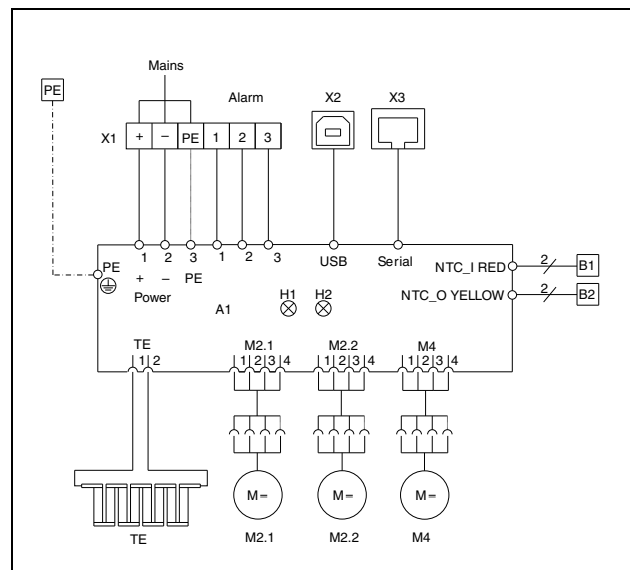 Mains
PE
Alarm
X2
X3
X1
+ − PE 1 2 3
1 2 3 1 2 3
USB
Serial
PE
+ − PE
Power
NTC_I RED
2
B1
NTC_O YELLOW
2
B2
A1
H1
H2
TE
M2.1
M2.2
M4
1 2
1 2 3 4
1 2 3 4
1 2 3 4
M=
M=
M=
TE
M2.1
M2.2
M4